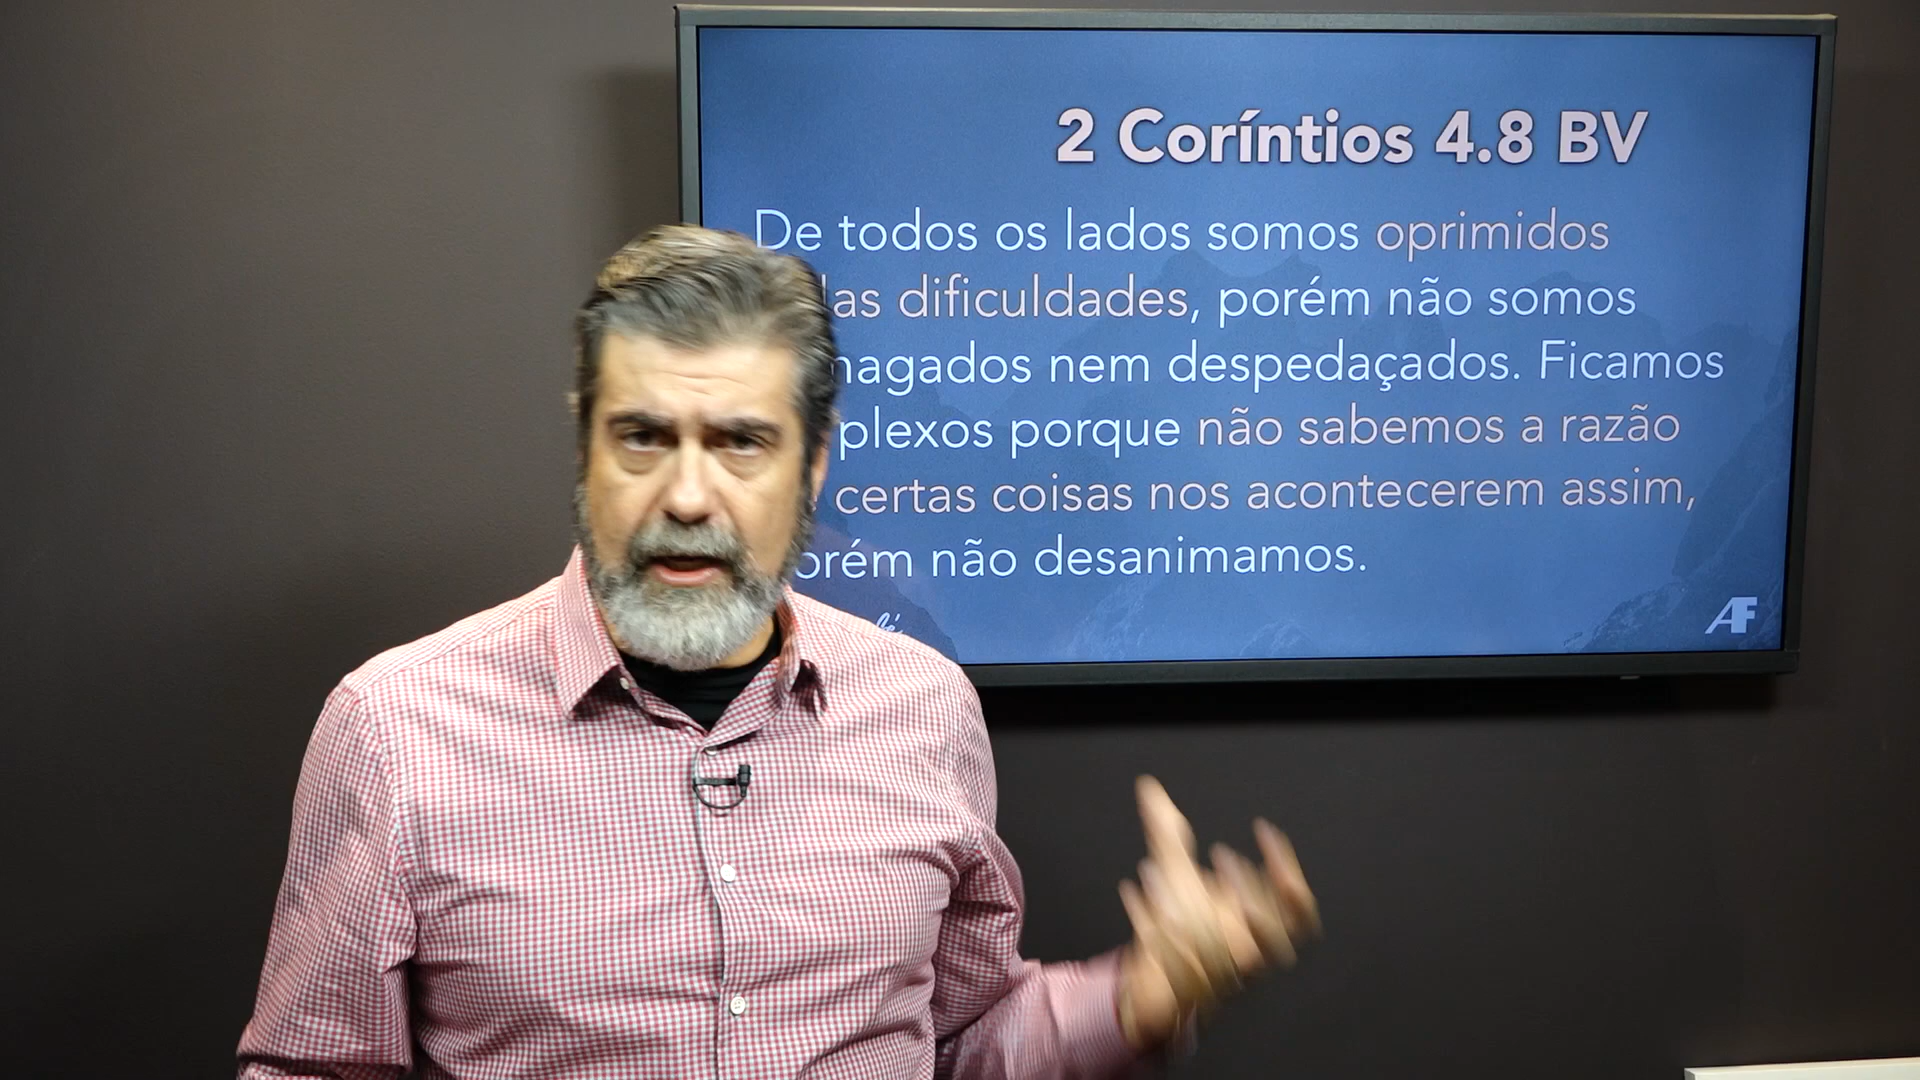 2 Coríntios 4.8 BV
De todos os lados somos oprimidos
las dificuldades, porém não somos
magados nem despedaçados. Ficamos
plexos porque não sabemos a razão
certas coisas nos acontecerem assim,
orém não desanimamos.
fé
AF